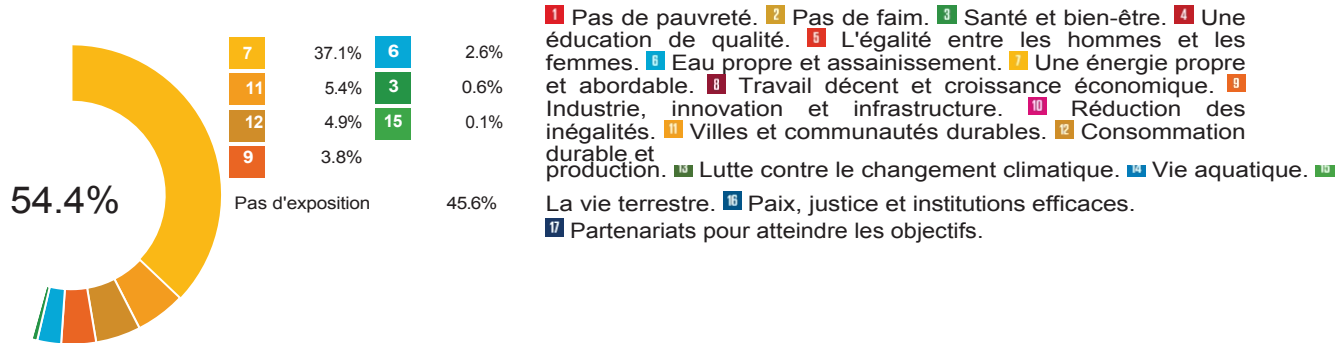 54.4%
7 37.1% 6 2.6%
11 5.4% 3 0.6%
12 4.9% 15 0.1%
9 3.8%
Pas d'exposition 45.6%
1 Pas de pauvreté. 2 Pas de faim. 3 Santé et bien-être. 4 Une
éducation de qualité. 5 L'égalité entre les hommes et les
femmes. 6 Eau propre et assainissement. 7 Une énergie propre
et abordable. 8 Travail décent et croissance économique. 9
Industrie, innovation et infrastructure. 10 Réduction des
inégalités. 11 Villes et communautés durables. 12 Consommation
durable et
production. 13 Lutte contre le changement climatique. 14 Vie aquatique. 15
La vie terrestre. 16 Paix, justice et institutions efficaces.
17 Partenariats pour atteindre les objectifs.